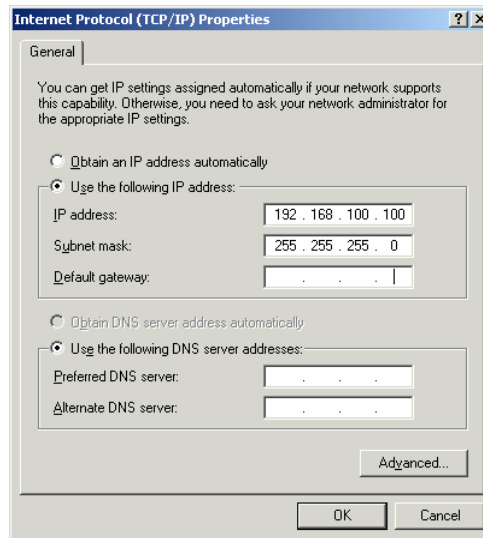 Internet Protocol (TCP/IP) Properties
General
You can get IP settings assigned automatically if your network supports
this capability. Otherwise, you need to ask your network administrator for
the appropriate IP settings.
Obtain an IP address automatically
Use the following IP address:
IP address: 192 . 168 . 100 . 100
Subnet mask: 255 . 255 . 255 . 0
Default gateway: . . .
Obtain DNS server address automatically
Use the following DNS server addresses:
Preferred DNS server: . . .
Alternate DNS server: . . .
Advanced...
OK Cancel